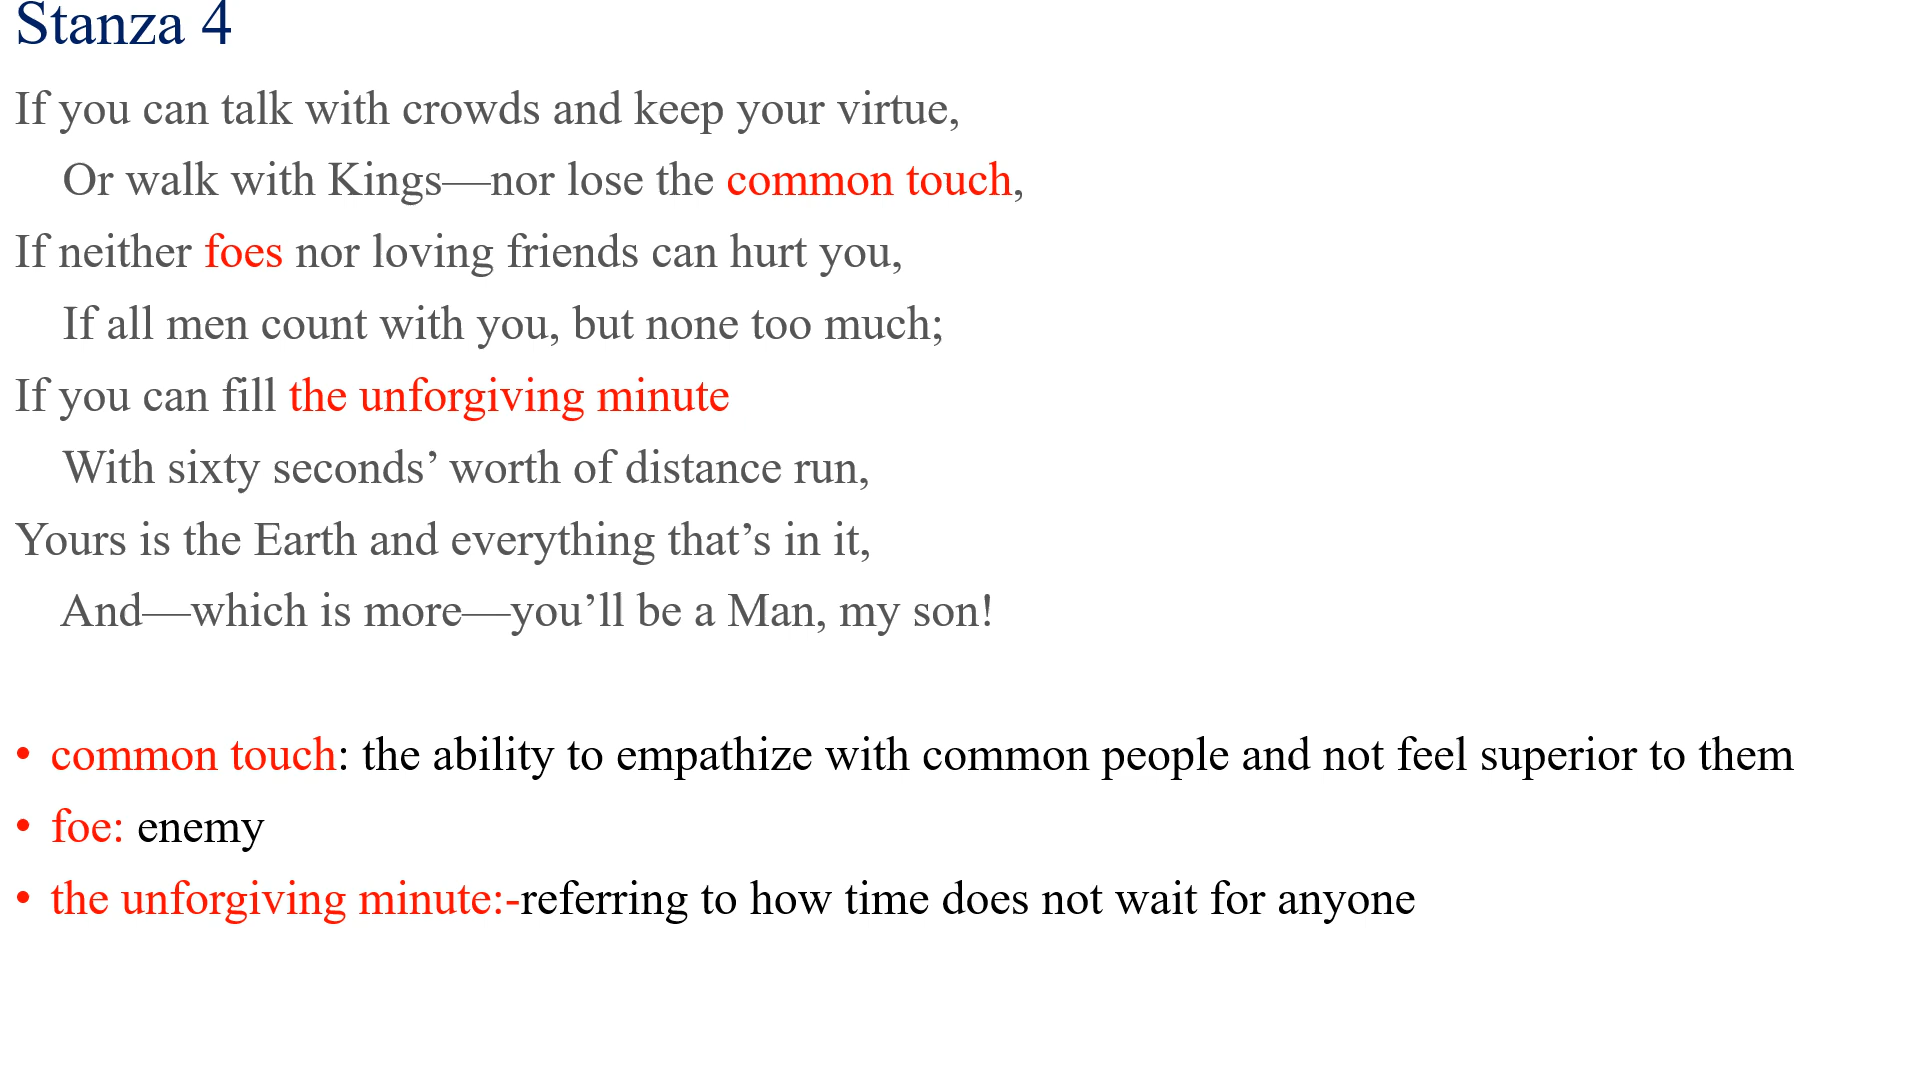 Stanza 4
If you can talk with crowds and keep your virtue,
Or walk with Kings—nor lose the common touch,
If neither foes nor loving friends can hurt you,
If all men count with you, but none too much;
If you can fill the unforgiving minute
With sixty seconds’ worth of distance run,
Yours is the Earth and everything that’s in it,
And—which is more—you’ll be a Man, my son!
• common touch: the ability to empathize with common people and not feel superior to them
• foe: enemy
• the unforgiving minute:-referring to how time does not wait for anyone